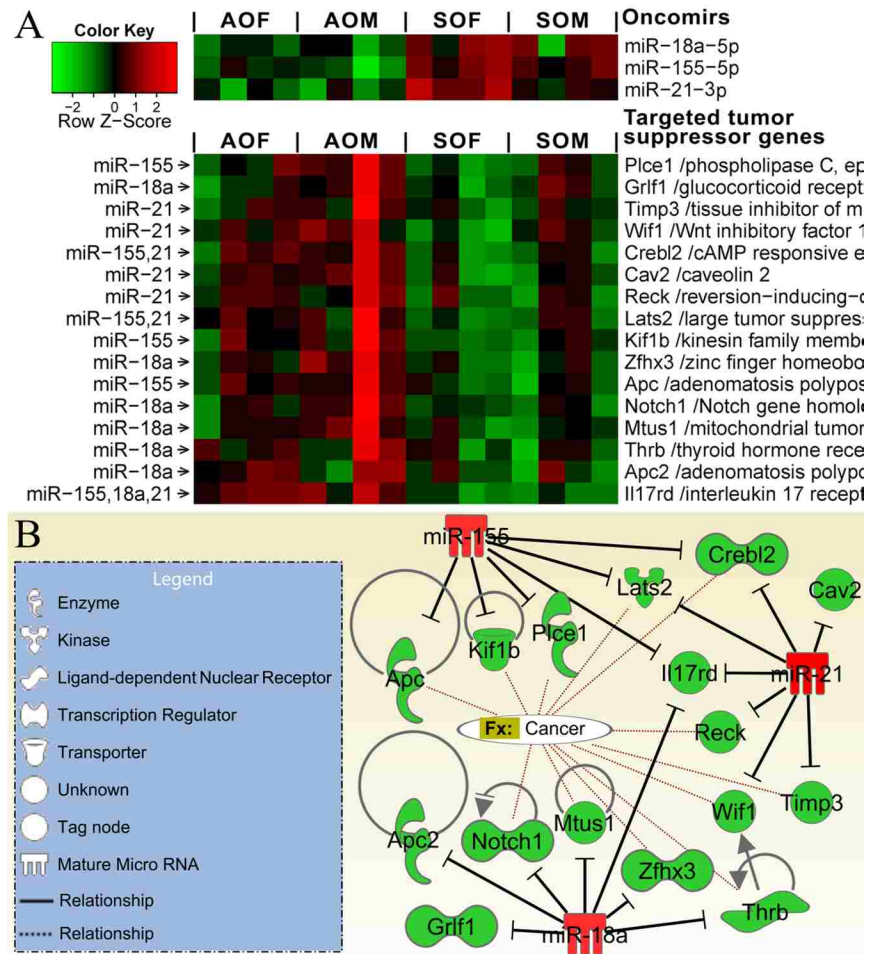 A
Color Key
−2 0 1 2
Row Z−Score
| AOF | AOM | SOF | SOM |
Oncomirs
miR−18a−5p
miR−155−5p
miR−21−3p
| AOF | AOM | SOF | SOM |
Targeted tumor
suppressor genes
miR−155 Plce1 /phospholipase C, ep
miR−18a Grlf1 /glucocorticoid recept
miR−21 Timp3 /tissue inhibitor of m
miR−21 Wif1 /Wnt inhibitory factor 1
miR−155,21 Crebl2 /cAMP responsive e
miR−21 Cav2 /caveolin 2
miR−21 Reck /reversion−inducing−c
miR−155,21 Lats2 /large tumor suppress
miR−155 Kif1b /kinesin family membe
miR−18a Zfhx3 /zinc finger homeobo
miR−155 Apc /adenomatosis polypos
miR−18a Notch1 /Notch gene homolo
miR−18a Mtus1 /mitochondrial tumor
miR−18a Thrb /thyroid hormone rece
miR−18a Apc2 /adenomatosis polypo
miR−155,18a,21 Il17rd /interleukin 17 recept
B
Legend
Enzyme
Kinase
Ligand-dependent Nuclear Receptor
Transcription Regulator
Transporter
Unknown
Tag node
Mature Micro RNA
Relationship
Relationship
miR-155
Crebl2
Lats2
Cav2
Plce1
Kif1b
Apc
Il17rd
miR-21
Fx: Cancer
Reck
Timp3
Wif1
Mtus1
Notch1
Apc2
Zfhx3
Thrb
Grlf1
miR-18a